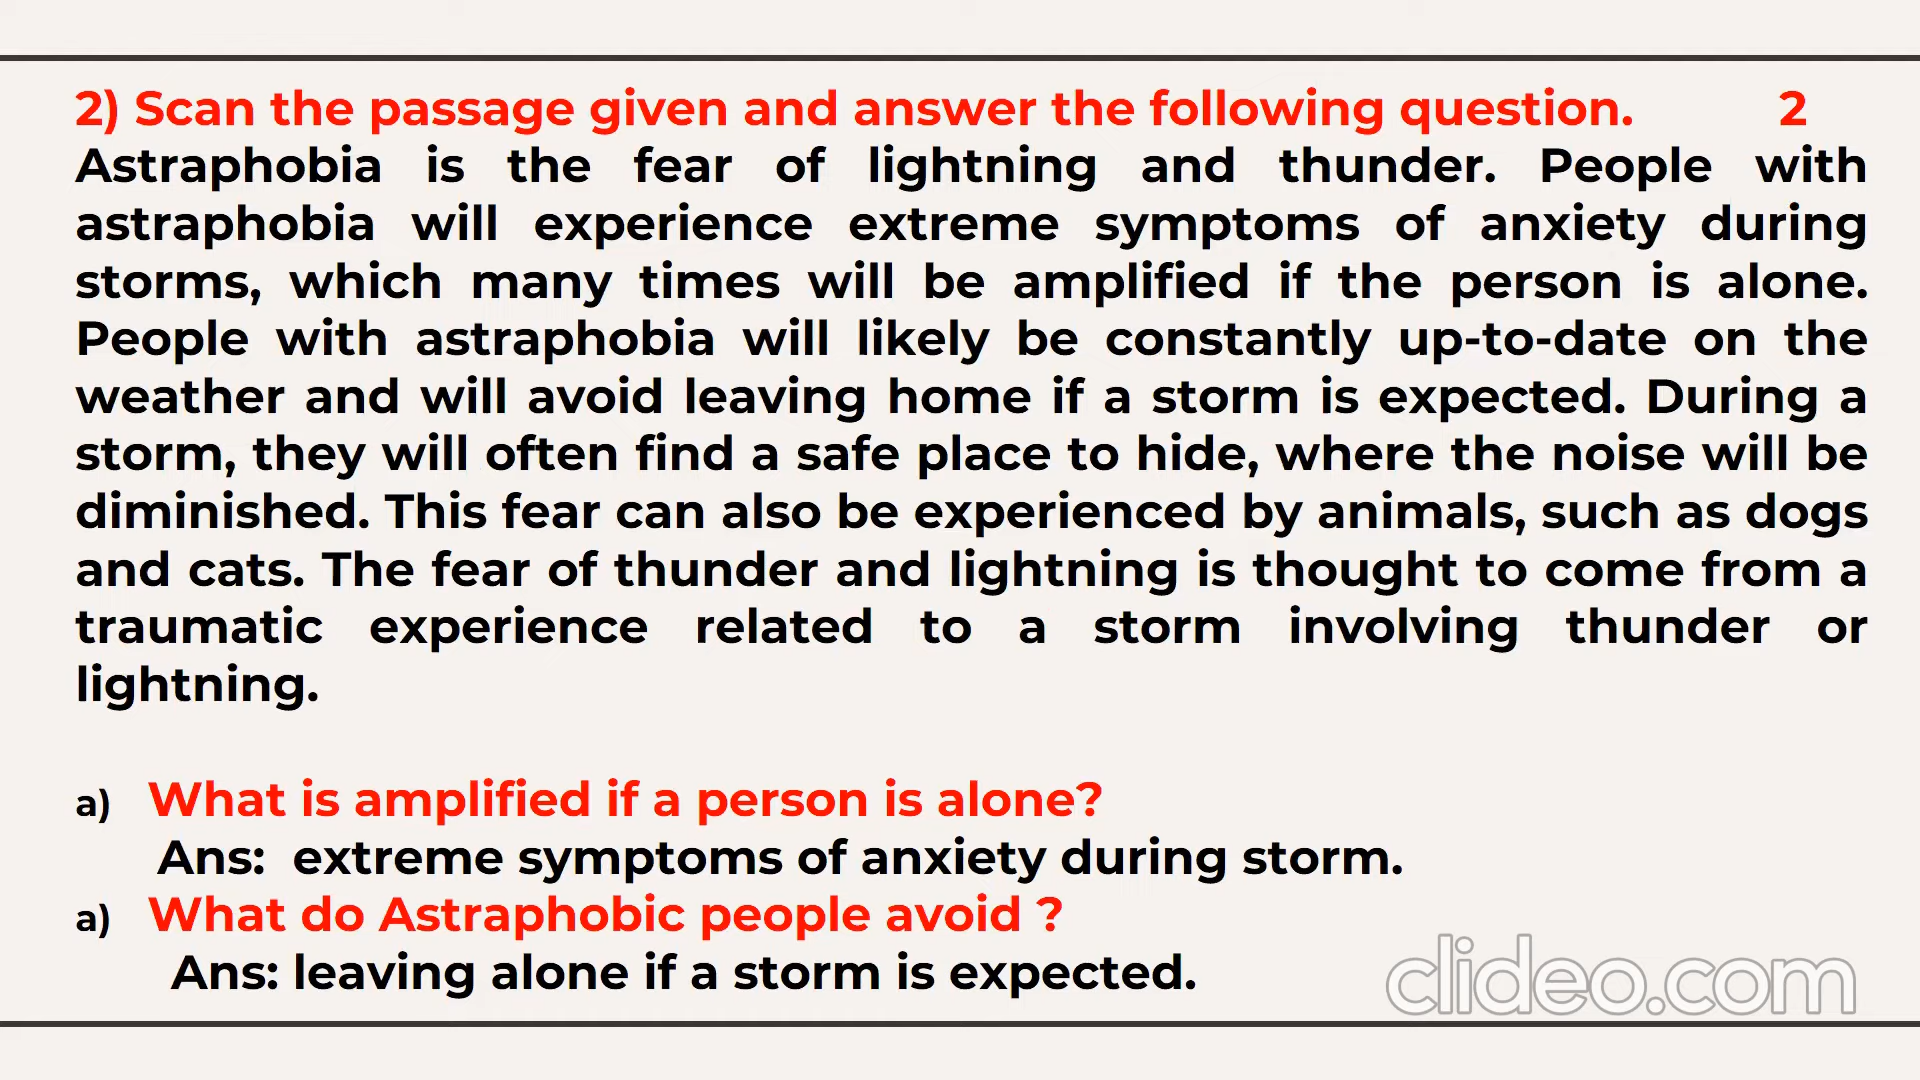 2) Scan the passage given and answer the following question. 2
Astraphobia is the fear of lightning and thunder. People with
astraphobia will experience extreme symptoms of anxiety during
storms, which many times will be amplified if the person is alone.
People with astraphobia will likely be constantly up-to-date on the
weather and will avoid leaving home if a storm is expected. During a
storm, they will often find a safe place to hide, where the noise will be
diminished. This fear can also be experienced by animals, such as dogs
and cats. The fear of thunder and lightning is thought to come from a
traumatic experience related to a storm involving thunder or
lightning.
a) What is amplified if a person is alone?
Ans: extreme symptoms of anxiety during storm.
a) What do Astraphobic people avoid ?
Ans: leaving alone if a storm is expected.
clideo.com